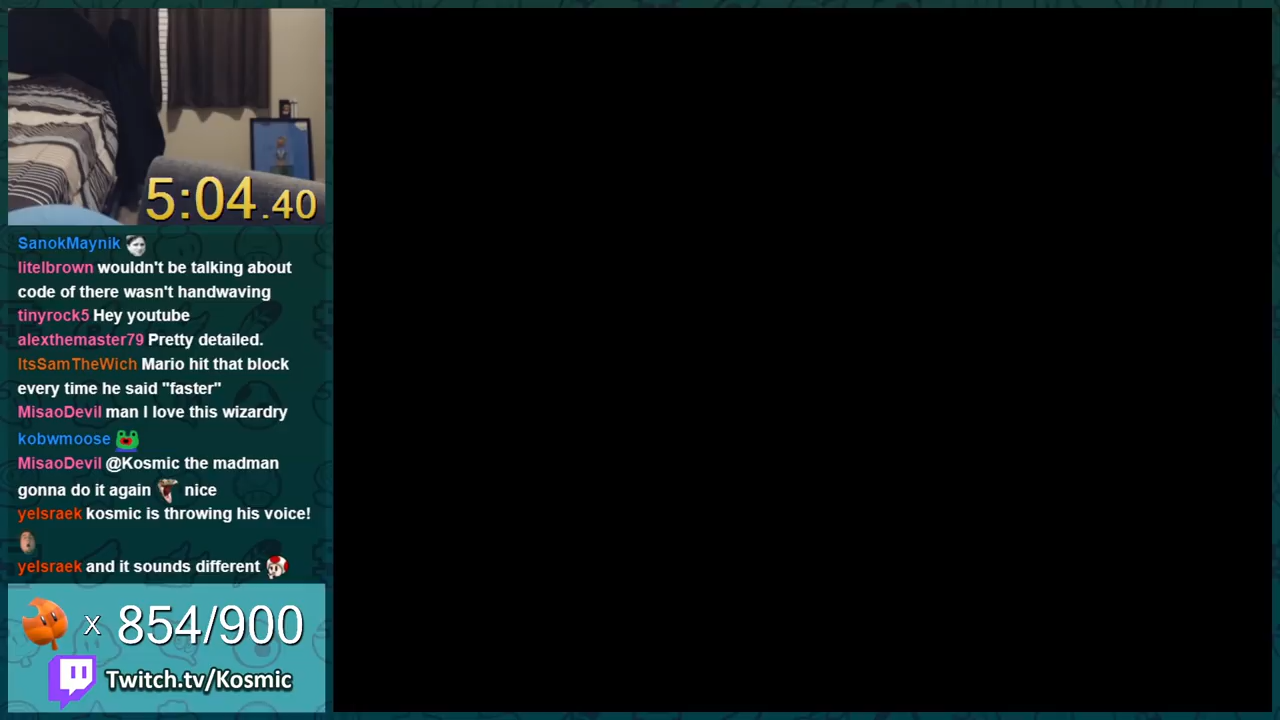 5:04.40
SanokMaynik
litelbrown wouldn't be talking about
code of there wasn't handwaving
tinyrock5 Hey youtube
alexthemaster79 Pretty detailed.
ItsSamTheWich Mario hit that block
every time he said "faster"
MisaoDevil man I love this wizardry
kobwmoose
MisaoDevil @Kosmic the madman
gonna do it again nice
yelsraek kosmic is throwing his voice!
yelsraek and it sounds different
x 854/900
Twitch.tv/Kosmic